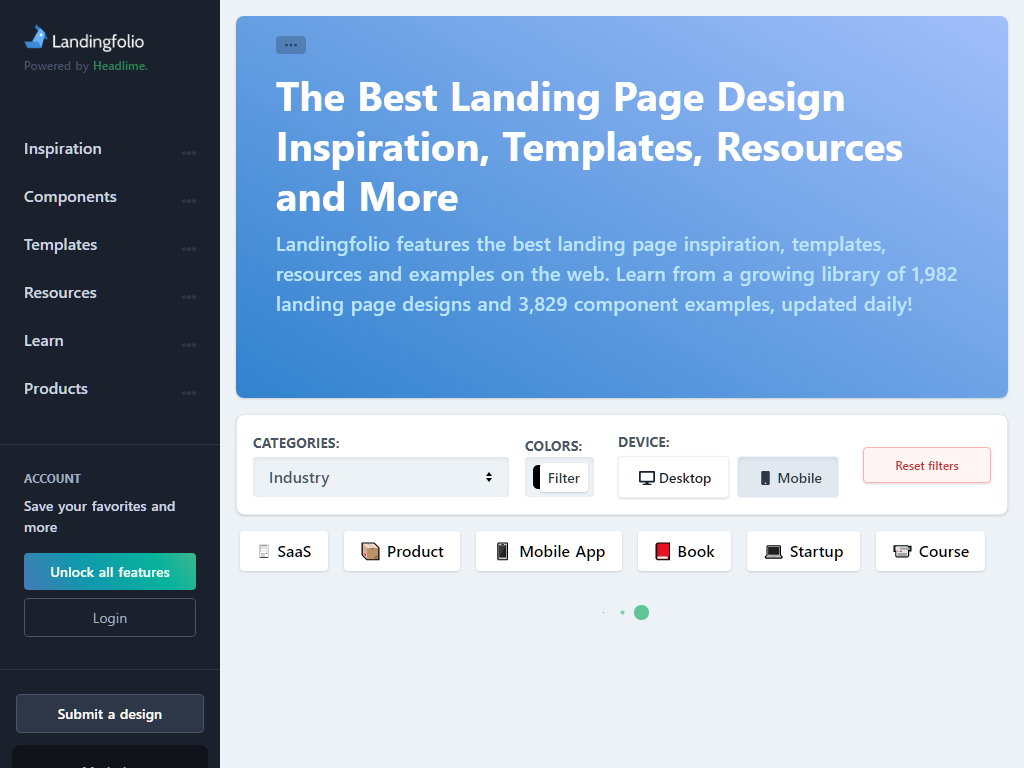 Landingfolio
Powered by Headlime.
Inspiration
Components
Templates
Resources
Learn
Products
ACCOUNT
Save your favorites and
more
Unlock all features
Login
Submit a design
The Best Landing Page Design
Inspiration, Templates, Resources
and More
Landingfolio features the best landing page inspiration, templates,
resources and examples on the web. Learn from a growing library of 1,982
landing page designs and 3,829 component examples, updated daily!
CATEGORIES:
Industry
COLORS:
Filter
DEVICE:
Desktop
Mobile
Reset filters
SaaS
Product
Mobile App
Book
Startup
Course